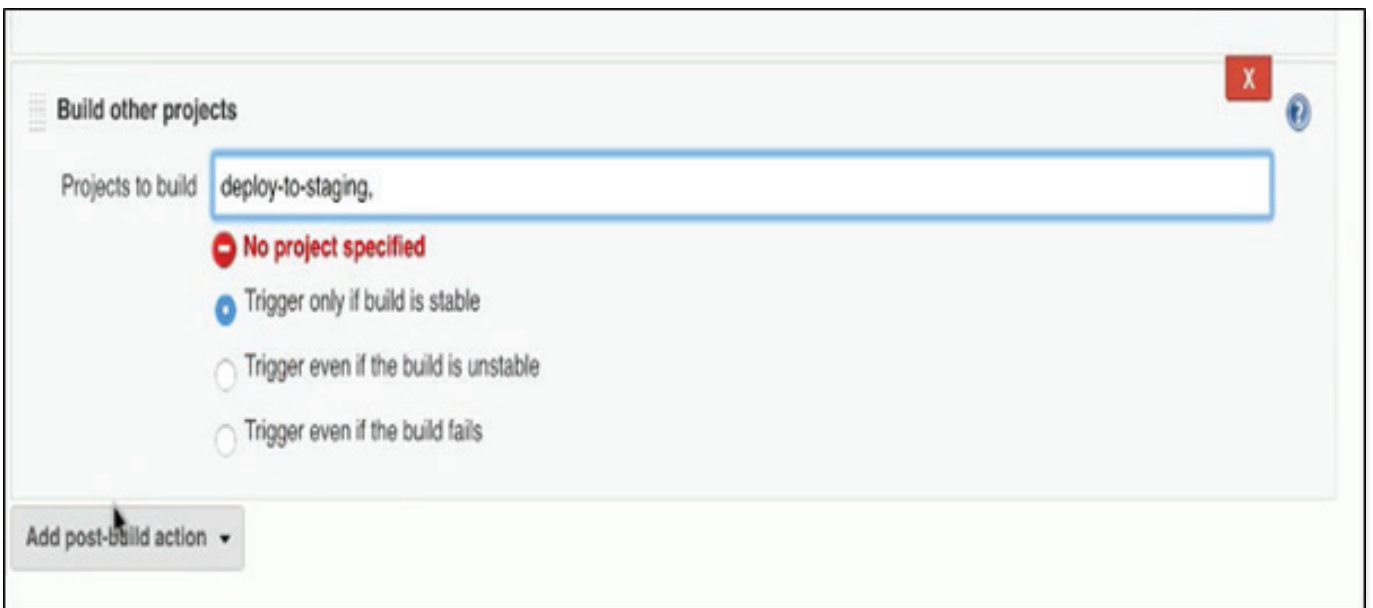 X
Build other projects
Projects to build deploy-to-staging,
No project specified
Trigger only if build is stable
Trigger even if the build is unstable
Trigger even if the build fails
Add post-build action